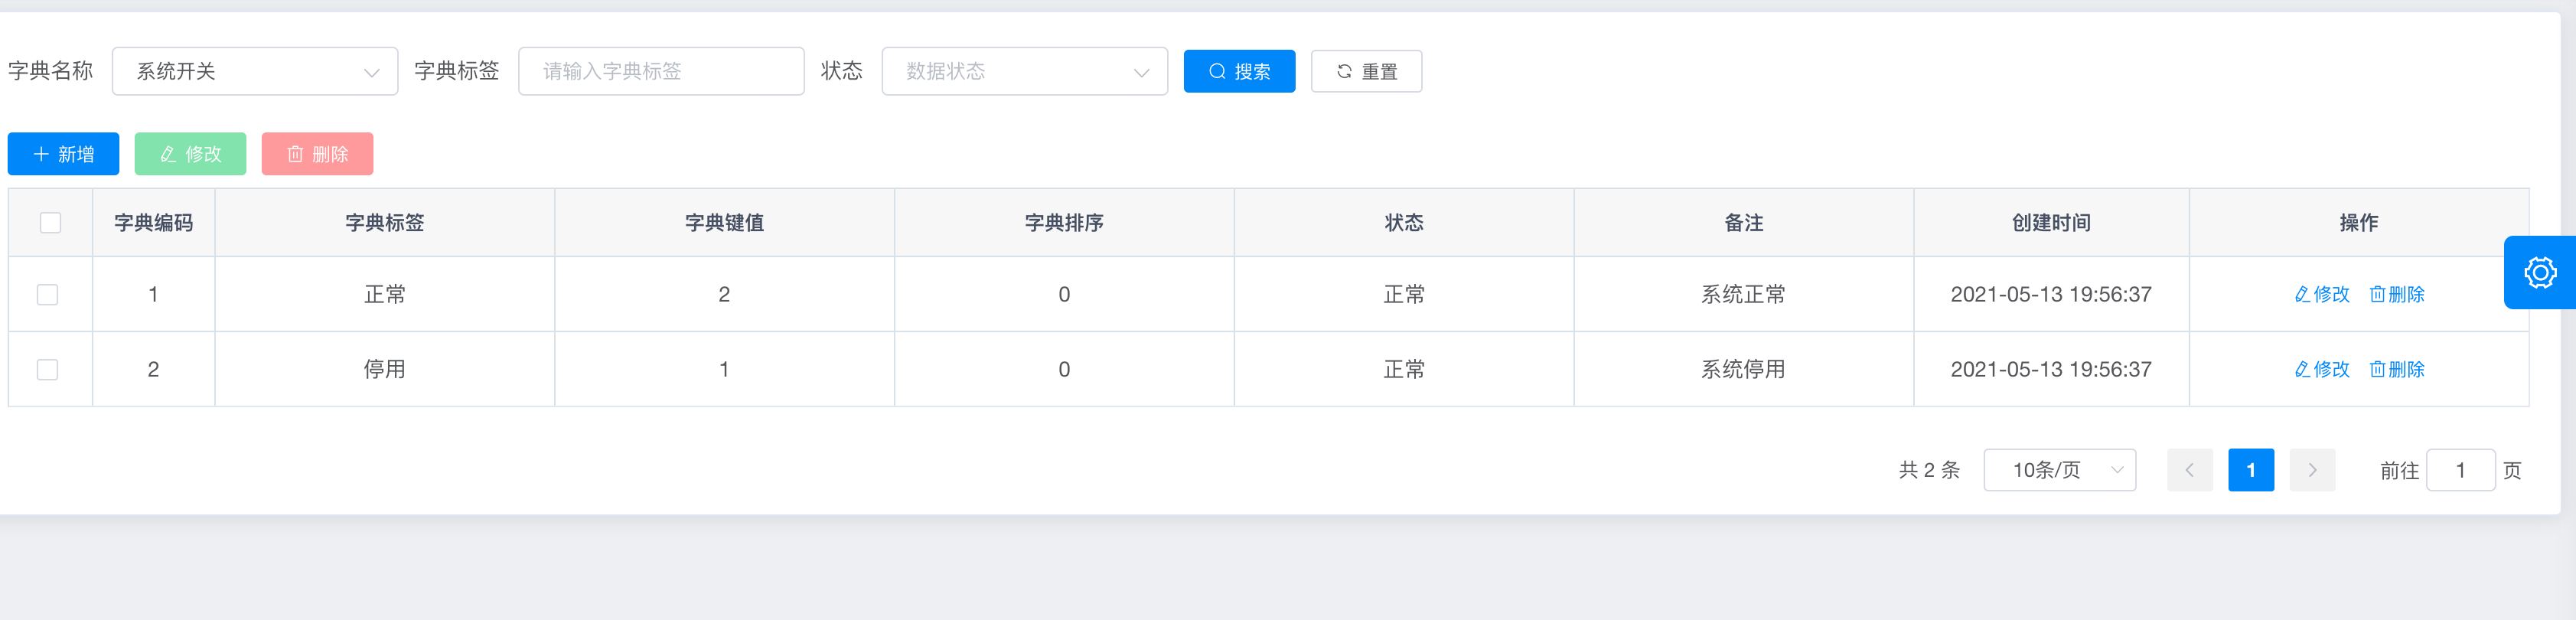 字典名称 系统开关 字典标签 请输入字典标签 状态 数据状态 搜索 重置
新增 修改 删除
字典编码 字典标签 字典键值 字典排序 状态 备注 创建时间 操作
1 正常 2 0 正常 系统正常 2021-05-13 19:56:37 修改 删除
2 停用 1 0 正常 系统停用 2021-05-13 19:56:37 修改 删除
共 2 条 10条/页 1 前往 1 页